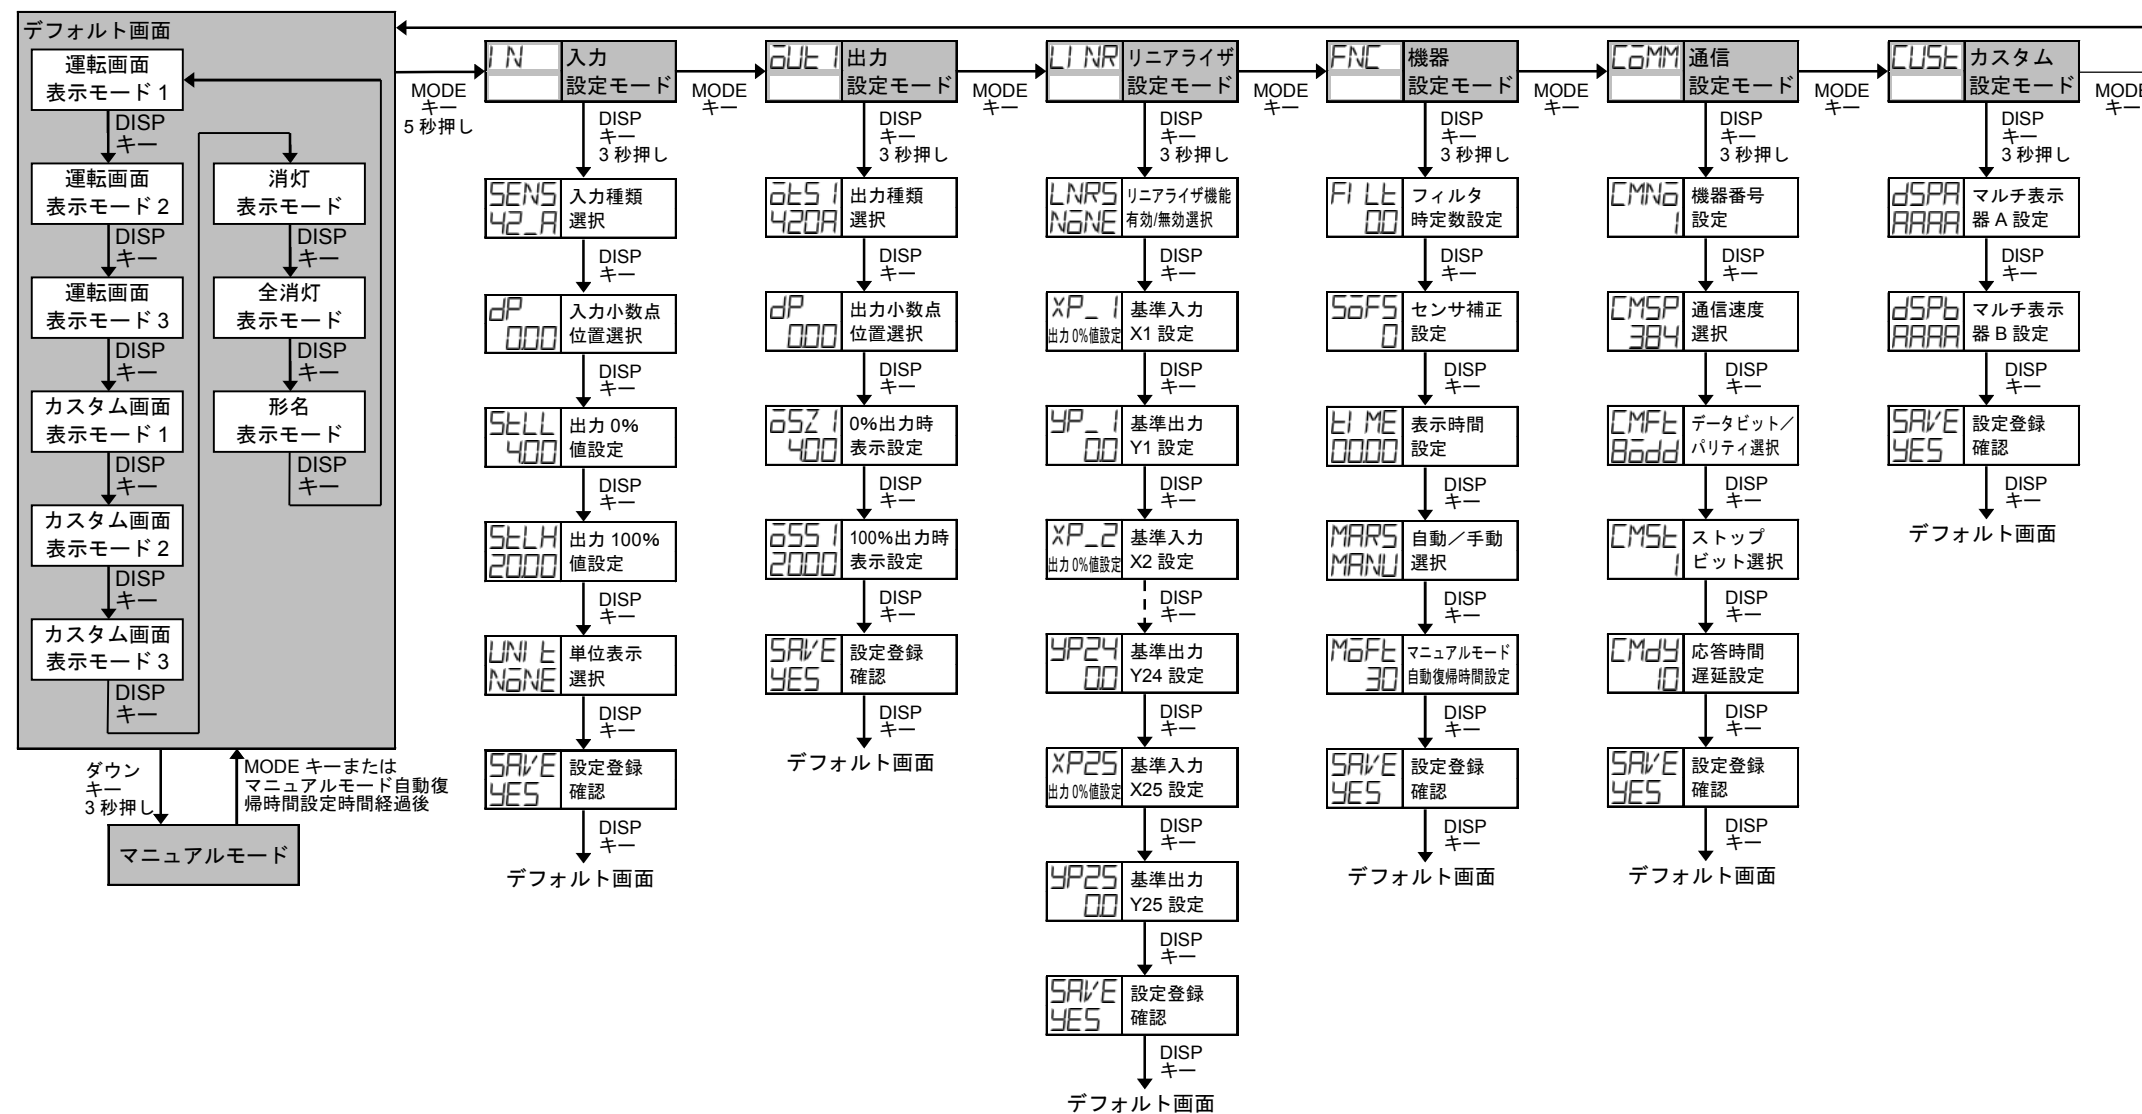 デフォルト画面
運転画面
表示モード 1
DISP
キー
運転画面
表示モード 2
DISP
キー
運転画面
表示モード 3
DISP
キー
カスタム画面
表示モード 1
DISP
キー
カスタム画面
表示モード 2
DISP
キー
カスタム画面
表示モード 3
DISP
キー
消灯
表示モード
DISP
キー
全消灯
表示モード
DISP
キー
形名
表示モード
DISP
キー
ダウン
キー
3 秒押し
MODE キーまたは
マニュアルモード自動復
帰時間設定時間経過後
マニュアルモード
MODE
キー
5 秒押し
IN
入力
設定モード
DISP
キー
3 秒押し
SENS
42_A
入力種類
選択
DISP
キー
dP
0.00
入力小数点
位置選択
DISP
キー
StLL
4.00
出力 0%
値設定
DISP
キー
StLH
20.00
出力 100%
値設定
DISP
キー
UNIt
NoNE
単位表示
選択
DISP
キー
SAVE
YES
設定登録
確認
DISP
キー
デフォルト画面
MODE
キー
oUt1
出力
設定モード
DISP
キー
3 秒押し
otS1
420A
出力種類
選択
DISP
キー
dP
0.00
出力小数点
位置選択
DISP
キー
oSZ1
4.00
0%出力時
表示設定
DISP
キー
oSS1
20.00
100%出力時
表示設定
DISP
キー
SAVE
YES
設定登録
確認
DISP
キー
デフォルト画面
MODE
キー
LINR
リニアライザ
設定モード
DISP
キー
3 秒押し
LNRS
NoNE
リニアライザ機能
有効/無効選択
DISP
キー
XP_1
出力 0%値設定
基準入力
X1 設定
DISP
キー
YP_1
0.0
基準出力
Y1 設定
DISP
キー
XP_2
出力 0%値設定
基準入力
X2 設定
DISP
キー
YP24
0.0
基準出力
Y24 設定
DISP
キー
XP25
出力 0%値設定
基準入力
X25 設定
DISP
キー
YP25
0.0
基準出力
Y25 設定
DISP
キー
SAVE
YES
設定登録
確認
DISP
キー
デフォルト画面
MODE
キー
FNC
機器
設定モード
DISP
キー
3 秒押し
FILt
0.0
フィルタ
時定数設定
DISP
キー
SoFS
0
センサ補正
設定
DISP
キー
tIME
00.00
表示時間
設定
DISP
キー
MARS
MANU
自動／手動
選択
DISP
キー
MoFt
30
マニュアルモード
自動復帰時間設定
DISP
キー
SAVE
YES
設定登録
確認
DISP
キー
デフォルト画面
MODE
キー
CoMM
通信
設定モード
DISP
キー
3 秒押し
CMNo
1
機器番号
設定
DISP
キー
CMSP
384
通信速度
選択
DISP
キー
CMFt
8odd
データビット／
パリティ選択
DISP
キー
CMSt
1
ストップ
ビット選択
DISP
キー
CMdY
10
応答時間
遅延設定
DISP
キー
SAVE
YES
設定登録
確認
DISP
キー
デフォルト画面
MODE
キー
CUSt
カスタム
設定モード
DISP
キー
3 秒押し
dSPA
AAAA
マルチ表示
器 A 設定
DISP
キー
dSPb
AAAA
マルチ表示
器 B 設定
DISP
キー
SAVE
YES
設定登録
確認
DISP
キー
デフォルト画面
MODE
キー